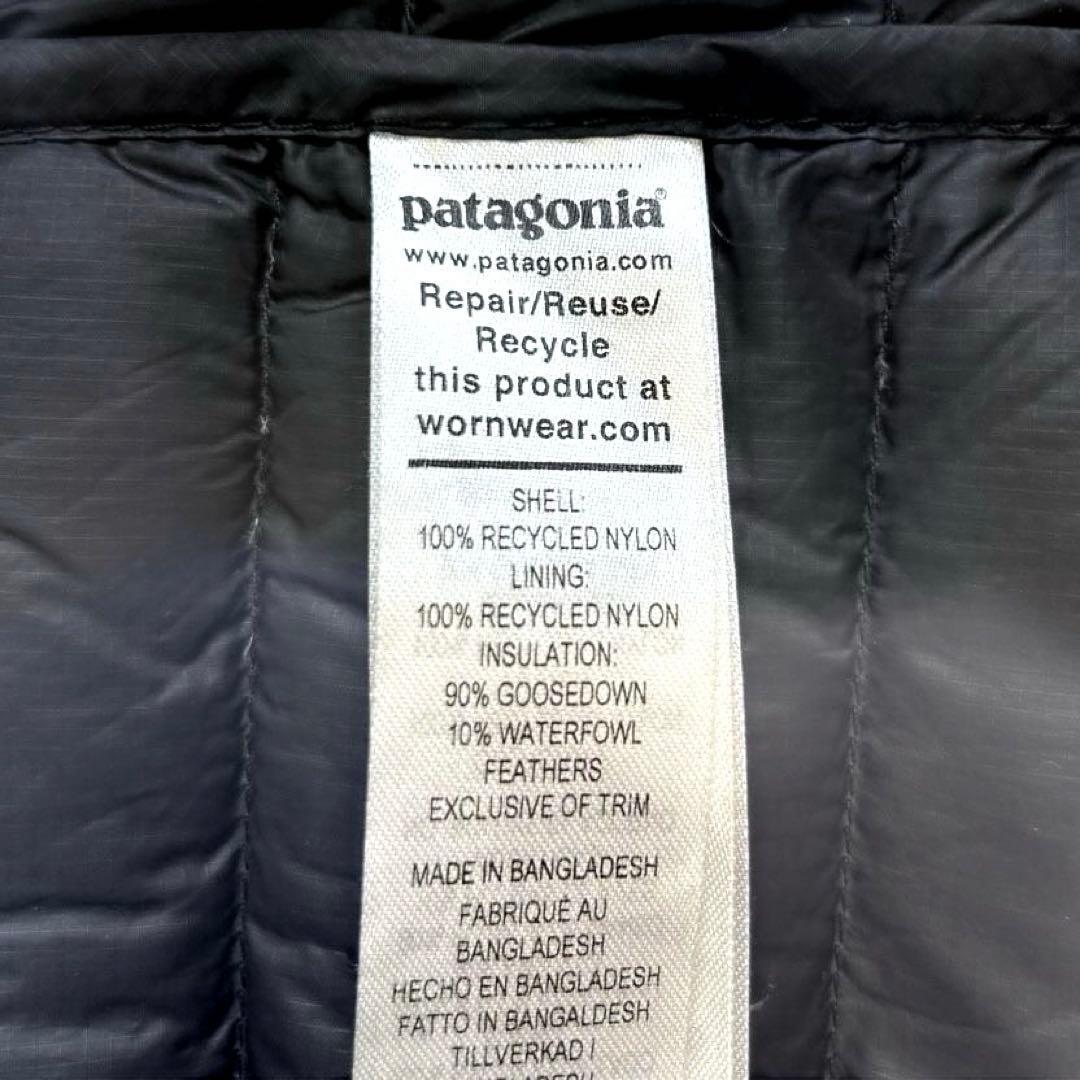 patagonia®
www.patagonia.com
Repair/Reuse/
Recycle
this product at
wornwear.com
SHELL:
100% RECYCLED NYLON
LINING:
100% RECYCLED NYLON
INSULATION:
90% GOOSEDOWN
10% WATERFOWL
FEATHERS
EXCLUSIVE OF TRIM
MADE IN BANGLADESH
FABRIQUÉ AU
BANGLADESH
HECHO EN BANGLADESH
FATTO IN BANGALDESH
TILLVERKAD I